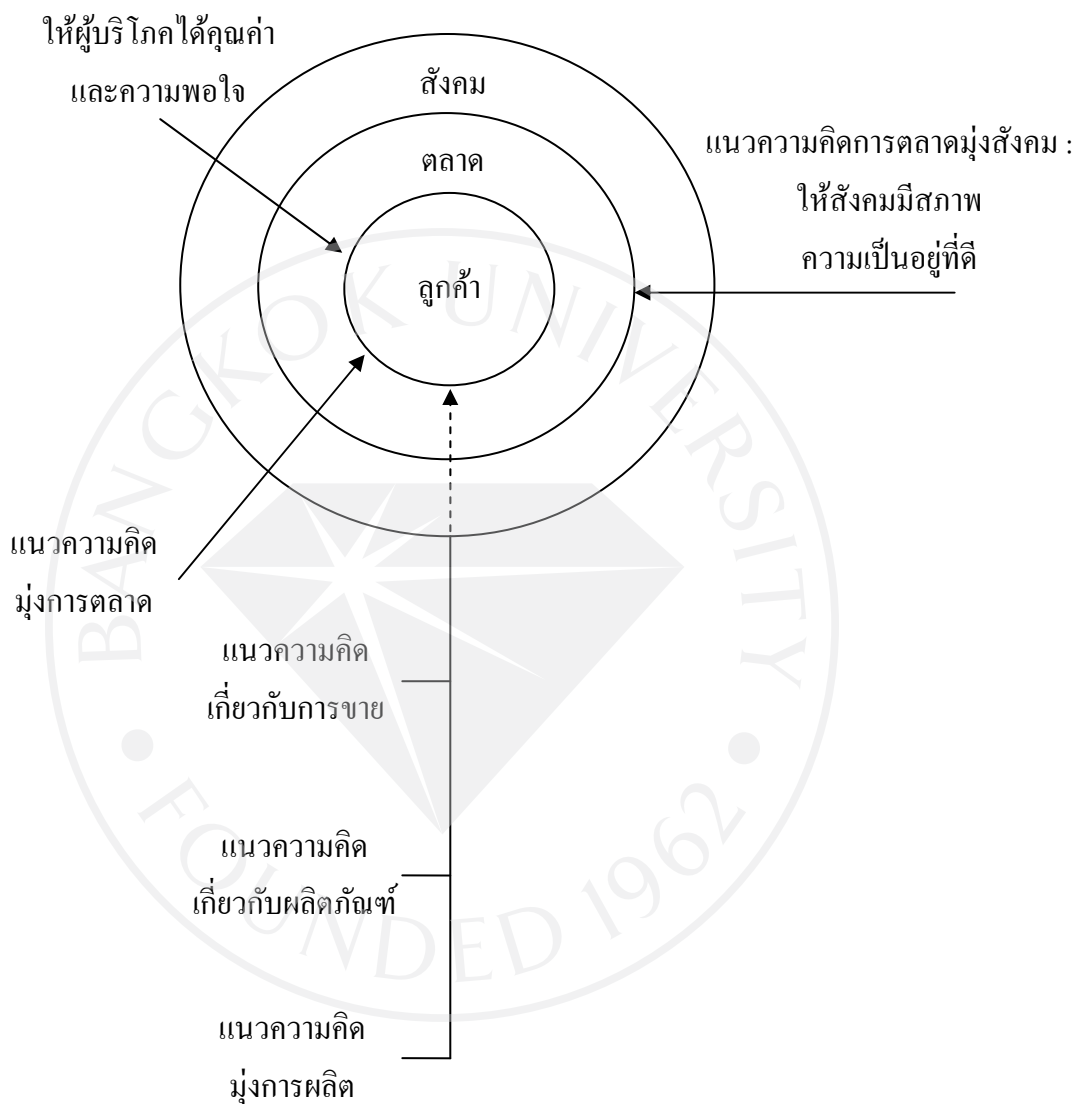 ให้ผู้บริโภคได้คุณค่า
และความพอใจ
สังคม
ตลาด
ลูกค้า
แนวความคิดการตลาดมุ่งสังคม :
ให้สังคมมีสภาพ
ความเป็นอยู่ที่ดี
แนวความคิด
มุ่งการตลาด
แนวความคิด
เกี่ยวกับการขาย
แนวความคิด
เกี่ยวกับผลิตภัณฑ์
แนวความคิด
มุ่งการผลิต
BANGKOK UNIVERSITY
FOUNDED 1962